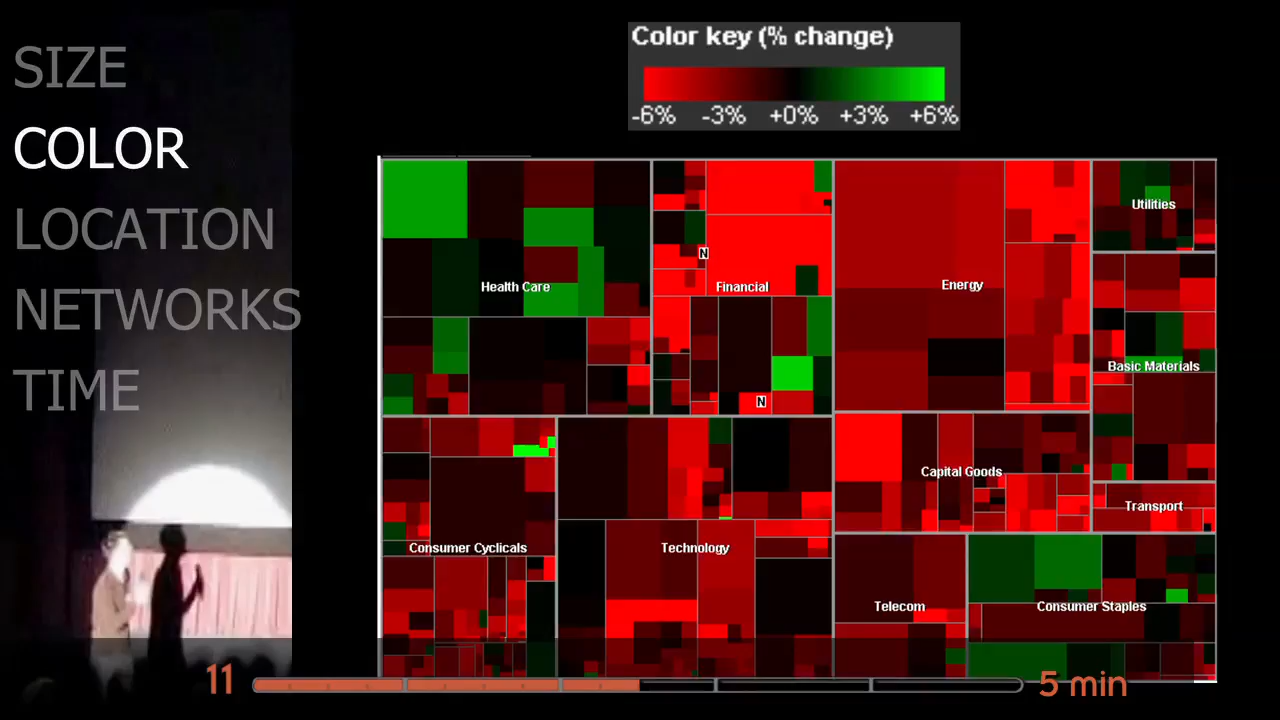 SIZE
COLOR
LOCATION
NETWORKS
TIME
Color key (% change)
-6% -3% +0% +3% +6%
Utilities
N
Health Care
Financial
Energy
Basic Materials
N
Capital Goods
Transport
Consumer Cyclicals
Technology
Telecom
Consumer Staples
11
5 min